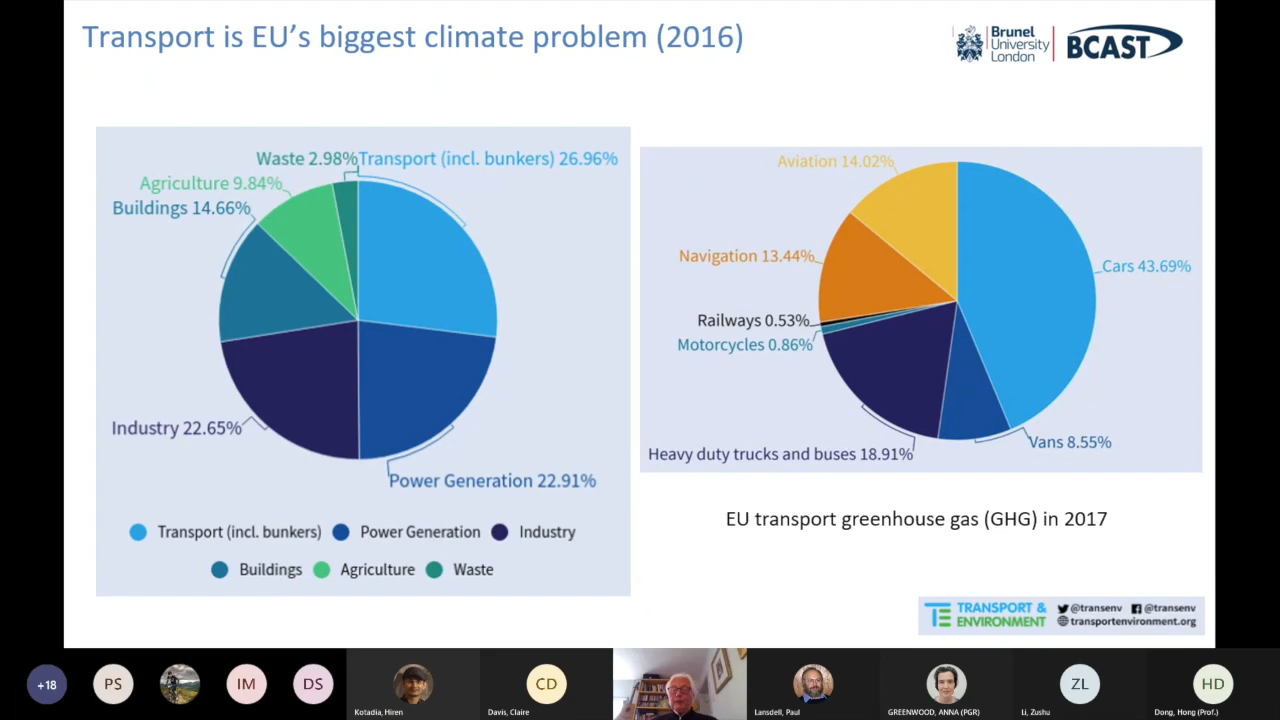 Transport is EU's biggest climate problem (2016)
Brunel
University
London
BCAST
Waste 2.98%
Transport (incl. bunkers) 26.96%
Agriculture 9.84%
Buildings 14.66%
Industry 22.65%
Power Generation 22.91%
Transport (incl. bunkers)
Power Generation
Industry
Buildings
Agriculture
Waste
Aviation 14.02%
Navigation 13.44%
Cars 43.69%
Railways 0.53%
Motorcycles 0.86%
Heavy duty trucks and buses 18.91%
Vans 8.55%
EU transport greenhouse gas (GHG) in 2017
TE
TRANSPORT &
ENVIRONMENT
@transenv
@transenv
transportenvironment.org
+18
PS
IM
DS
Kotadia, Hiren
CD
Davis, Claire
Lansdell, Paul
GREENWOOD, ANNA (PGR)
ZL
Li, Zushu
HD
Dong, Hong (Prof.)